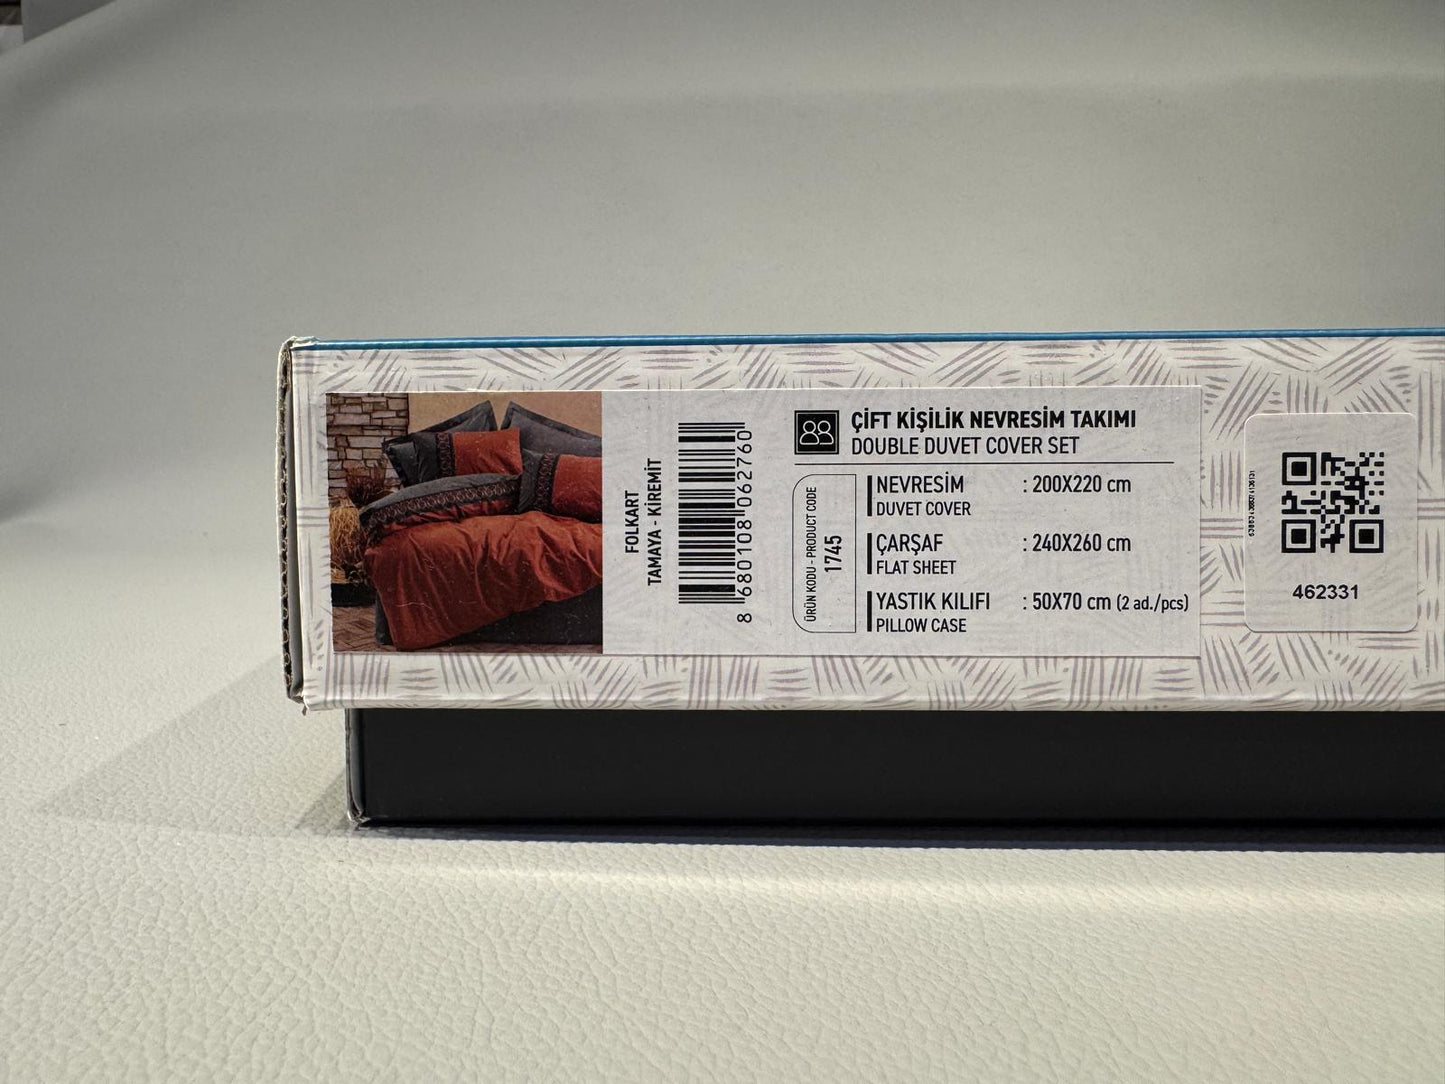 FOLKART
TAMAYA - KİREMİT
8 680108 062760
ÇİFT KİŞİLİK NEVRESİM TAKIMI
DOUBLE DUVET COVER SET
ÜRÜN KODU - PRODUCT CODE
1745
NEVRESİM : 200X220 cm
DUVET COVER
ÇARŞAF : 240X260 cm
FLAT SHEET
YASTIK KILIFI : 50X70 cm (2 ad./pcs)
PILLOW CASE
462331